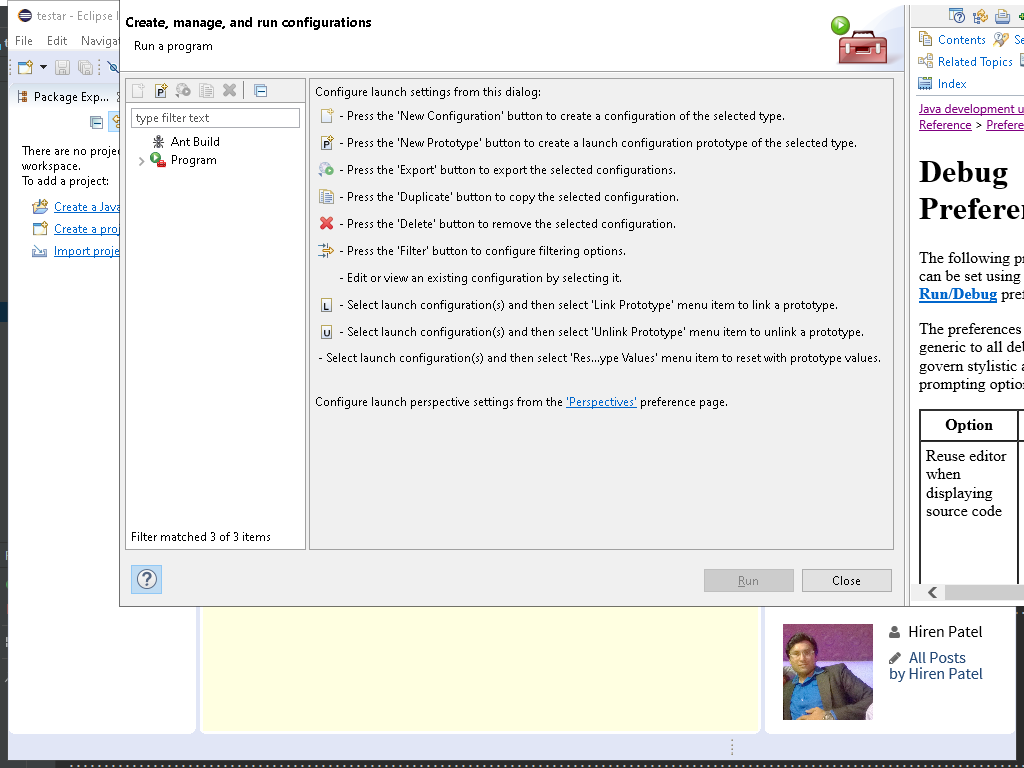 testar - Eclipse
File Edit
Package Exp...
There are no
workspace.
To add a project:
Create a Java
Create a
Import
Create, manage, and run configurations
Run a program
type filter text
Ant Build
Program
Filter matched 3 of 3 items
Configure launch settings from this dialog:
- Press the 'New Configuration' button to create a configuration of the selected type.
P - Press the 'New Prototype' button to create a launch configuration prototype of the selected type.
- Press the 'Export' button to export the selected configurations.
- Press the 'Duplicate' button to copy the selected configuration.
- Press the 'Delete' button to remove the selected configuration.
- Press the 'Filter' button to configure filtering options.
- Edit or view an existing configuration by selecting it.
L - Select launch configuration(s) and then select 'Link Prototype' menu item to link a prototype.
U - Select launch configuration(s) and then select 'Unlink Prototype' menu item to unlink a prototype.
- Select launch configuration(s) and then select 'Res...ype Values' menu item to reset with prototype values.
Configure launch perspective settings from the 'Perspectives' preference page.
?
Run Close
Contents
Related Topics
Index
Java development
Reference >
Debug
The following
can be set using
Run/Debug
The preferences
generic to all
govern stylistic
prompting
Option
Reuse editor
when
displaying
source code
Hiren Patel
All Posts
by Hiren Patel